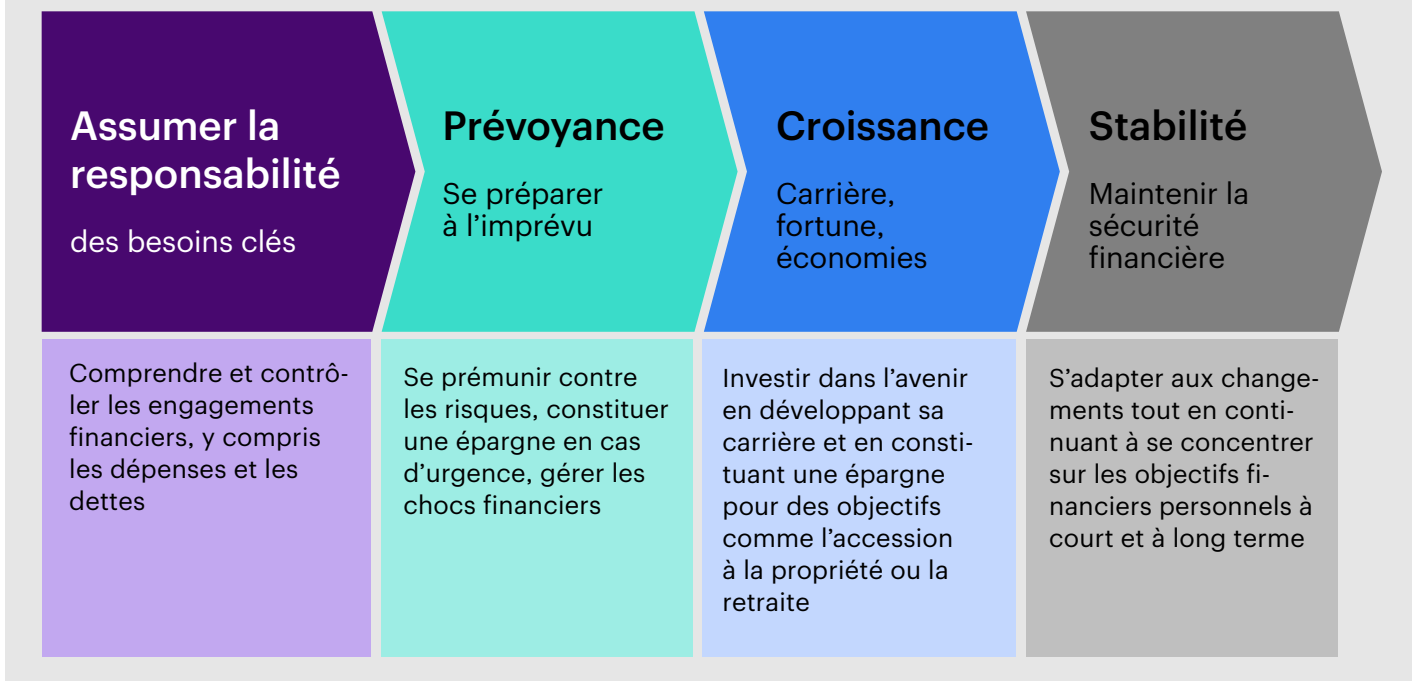 Assumer la
responsabilité
des besoins clés
Prévoyance
Se préparer
à l’imprévu
Croissance
Carrière,
fortune,
économies
Stabilité
Maintenir la
sécurité
financière
Comprendre et contrô-
ler les engagements
financiers, y compris
les dépenses et les
dettes
Se prémunir contre
les risques, constituer
une épargne en cas
d’urgence, gérer les
chocs financiers
Investir dans l’avenir
en développant sa
carrière et en consti-
tuant une épargne
pour des objectifs
comme l’accession
à la propriété ou la
retraite
S’adapter aux change-
ments tout en conti-
nuant à se concentrer
sur les objectifs fi-
nanciers personnels à
court et à long terme